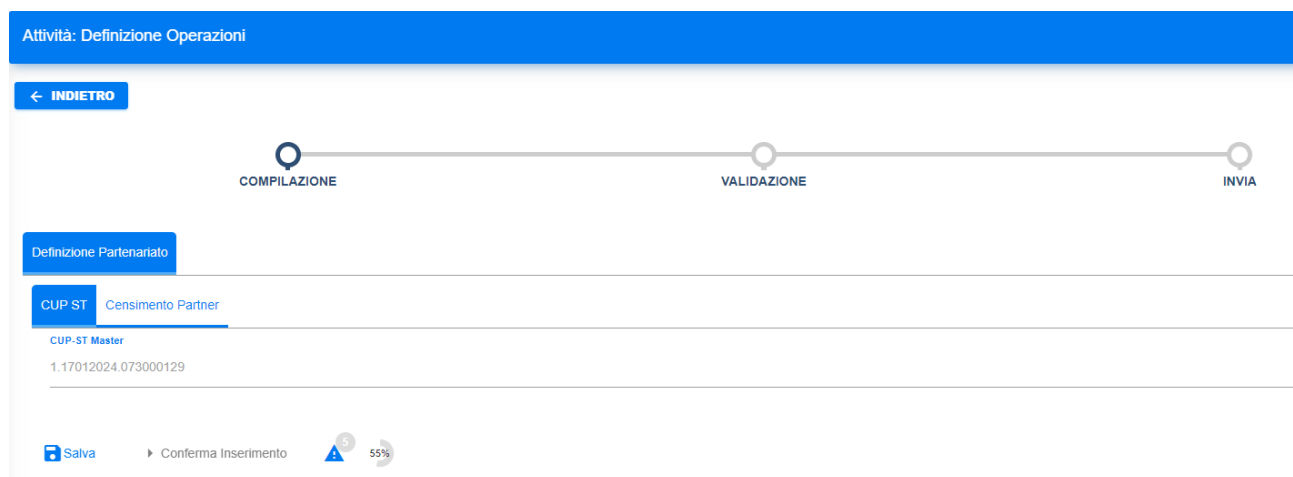 Attività: Definizione Operazioni
← INDIETRO
COMPILAZIONE VALIDAZIONE INVIA
Definizione Partenariato
CUP ST Censimento Partner
CUP-ST Master
1.17012024.073000129
Salva Conferma Inserimento 5 55%